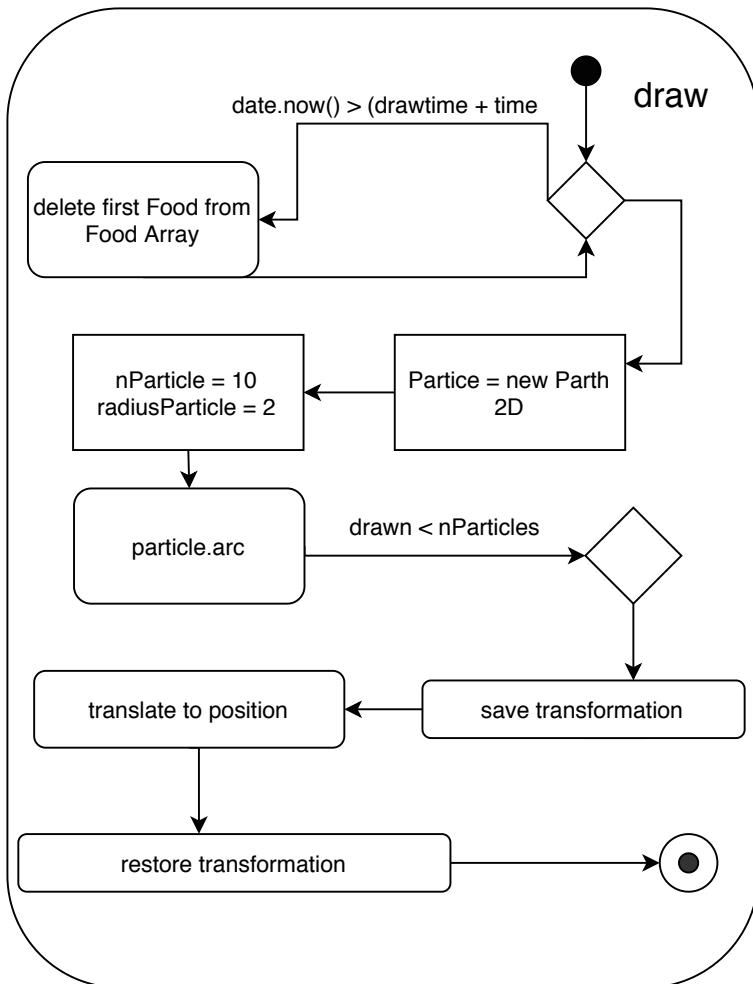 draw
date.now() > (drawtime + time
delete first Food from
Food Array
nParticle = 10
radiusParticle = 2
Partice = new Parth
2D
particle.arc
drawn < nParticles
translate to position
save transformation
restore transformation